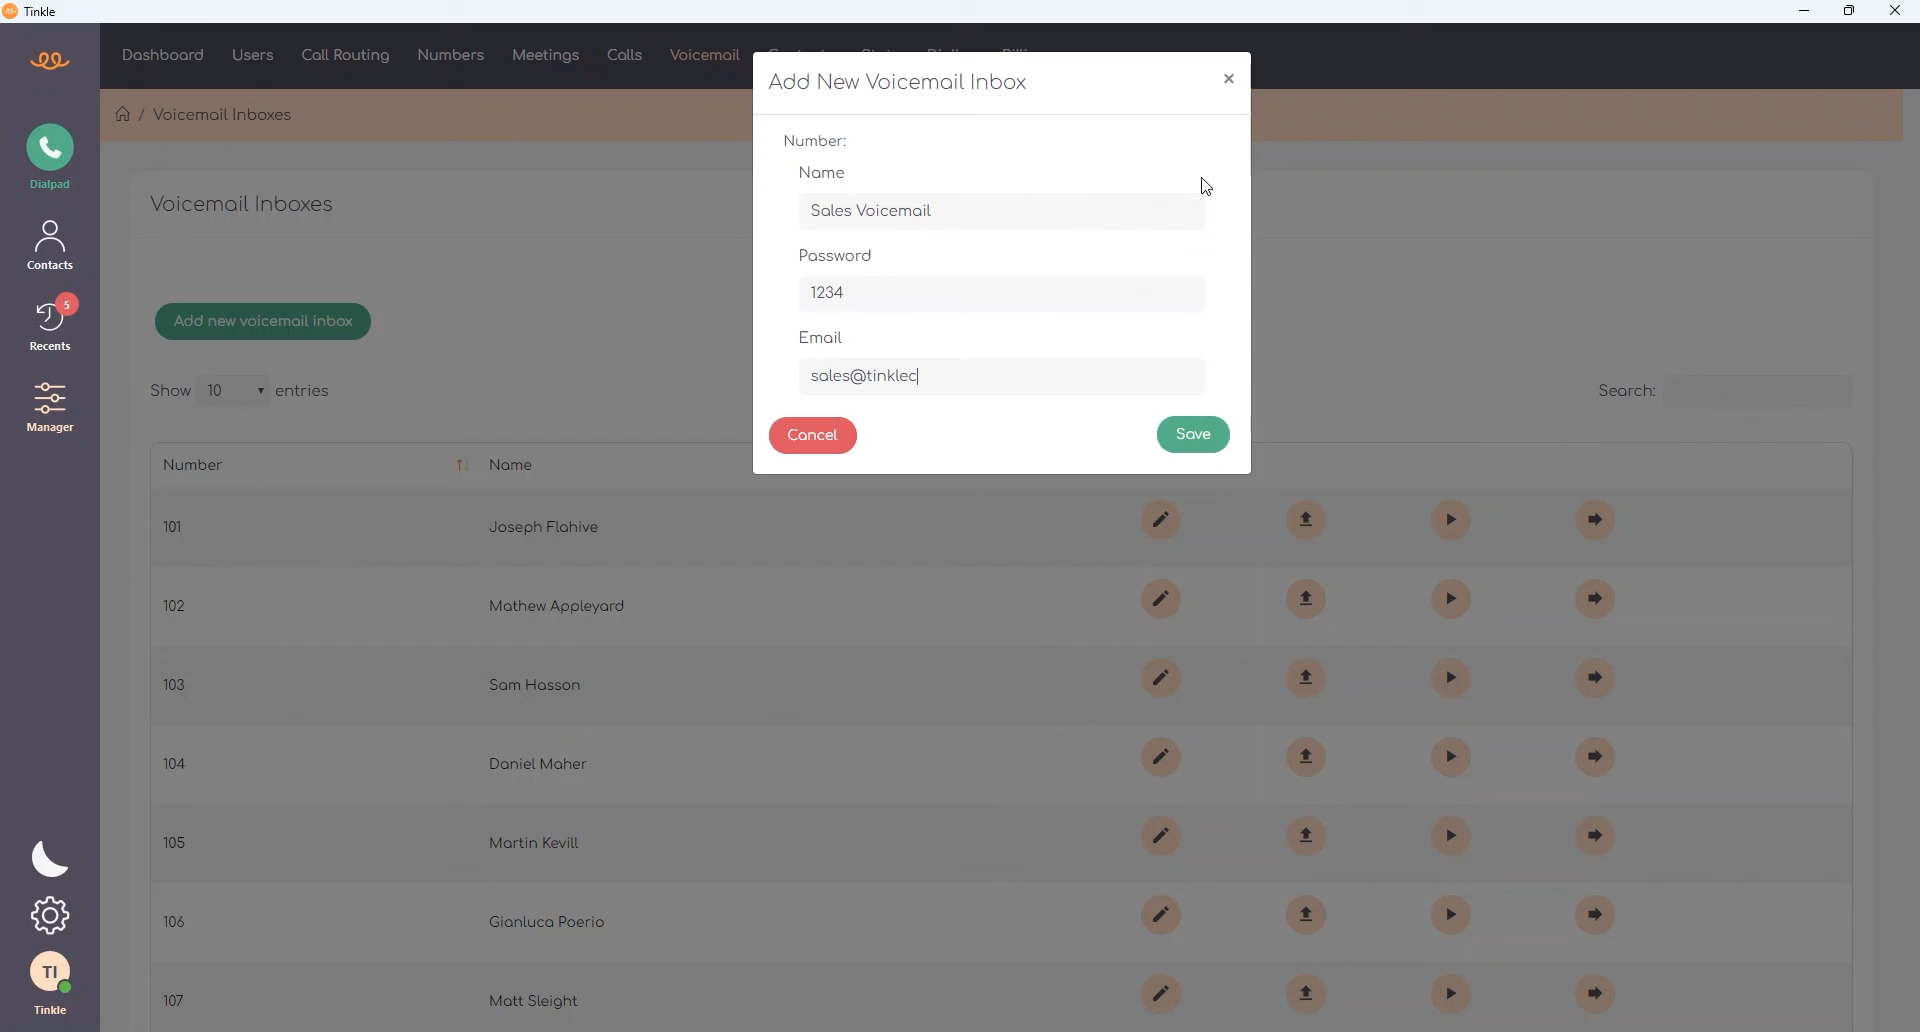 Tinkle
Dashboard Users Call Routing Numbers Meetings Calls Voicemail
/ Voicemail Inboxes
Dialpad
Contacts
5
Recents
Manager
TI
Tinkle
Voicemail Inboxes
Add new voicemail inbox
Show 10 entries
Search:
Number Name
101 Joseph Flahive
102 Mathew Appleyard
103 Sam Hasson
104 Daniel Maher
105 Martin Kevill
106 Gianluca Poerio
107 Matt Sleight
Add New Voicemail Inbox
Number:
Name
Sales Voicemail
Password
1234
Email
sales@tinklec
Cancel Save